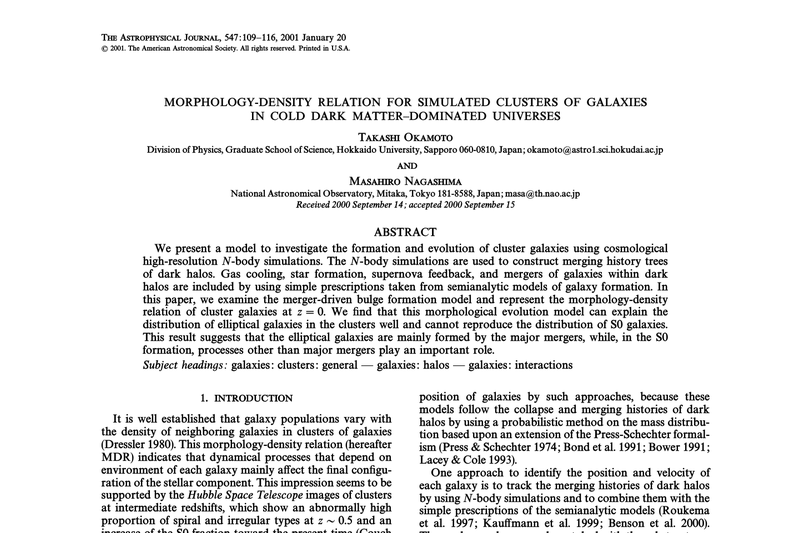 THE ASTROPHYSICAL JOURNAL, 547:109–116, 2001 January 20
© 2001. The American Astronomical Society. All rights reserved. Printed in U.S.A.
MORPHOLOGY-DENSITY RELATION FOR SIMULATED CLUSTERS OF GALAXIES
IN COLD DARK MATTER–DOMINATED UNIVERSES
TAKASHI OKAMOTO
Division of Physics, Graduate School of Science, Hokkaido University, Sapporo 060-0810, Japan; okamoto@astro1.sci.hokudai.ac.jp
AND
MASAHIRO NAGASHIMA
National Astronomical Observatory, Mitaka, Tokyo 181-8588, Japan; masa@th.nao.ac.jp
Received 2000 September 14; accepted 2000 September 15
ABSTRACT
We present a model to investigate the formation and evolution of cluster galaxies using cosmological
high-resolution N-body simulations. The N-body simulations are used to construct merging history trees
of dark halos. Gas cooling, star formation, supernova feedback, and mergers of galaxies within dark
halos are included by using simple prescriptions taken from semianalytic models of galaxy formation. In
this paper, we examine the merger-driven bulge formation model and represent the morphology-density
relation of cluster galaxies at z = 0. We find that this morphological evolution model can explain the
distribution of elliptical galaxies in the clusters well and cannot reproduce the distribution of S0 galaxies.
This result suggests that the elliptical galaxies are mainly formed by the major mergers, while, in the S0
formation, processes other than major mergers play an important role.
Subject headings: galaxies: clusters: general — galaxies: halos — galaxies: interactions
1. INTRODUCTION
It is well established that galaxy populations vary with
the density of neighboring galaxies in clusters of galaxies
(Dressler 1980). This morphology-density relation (hereafter
MDR) indicates that dynamical processes that depend on
environment of each galaxy mainly affect the final configu-
ration of the stellar component. This impression seems to be
supported by the Hubble Space Telescope images of clusters
at intermediate redshifts, which show an abnormally high
proportion of spiral and irregular types at z ~ 0.5 and an
increase of the S0 fraction toward the present time (Couch
position of galaxies by such approaches, because these
models follow the collapse and merging histories of dark
halos by using a probabilistic method on the mass distribu-
tion based upon an extension of the Press-Schechter formal-
ism (Press & Schechter 1974; Bond et al. 1991; Bower 1991;
Lacey & Cole 1993).
One approach to identify the position and velocity of
each galaxy is to track the merging histories of dark halos
by using N-body simulations and to combine them with the
simple prescriptions of the semianalytic models (Roukema
et al. 1997; Kauffmann et al. 1999; Benson et al. 2000).